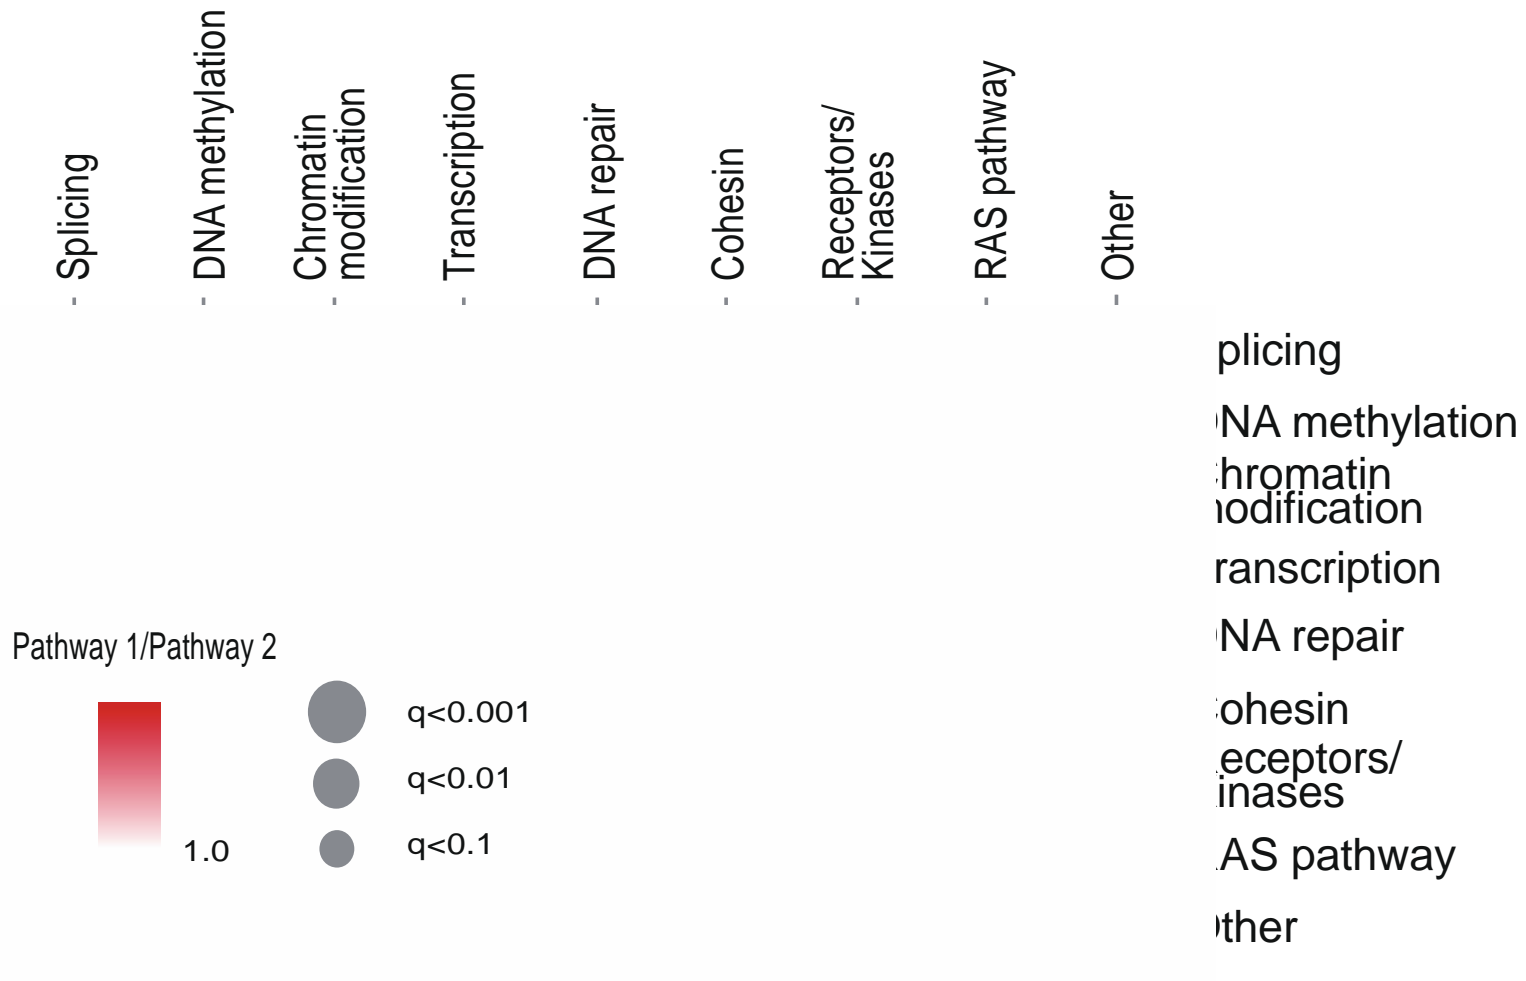 Splicing
DNA methylation
Chromatin
modification
Transcription
DNA repair
Cohesin
Receptors/
Kinases
RAS pathway
Other
plicing
NA methylation
hromatin
odification
ranscription
NA repair
ohesin
eceptors/
inases
AS pathway
ther
Pathway 1/Pathway 2
1.0
q<0.001
q<0.01
q<0.1